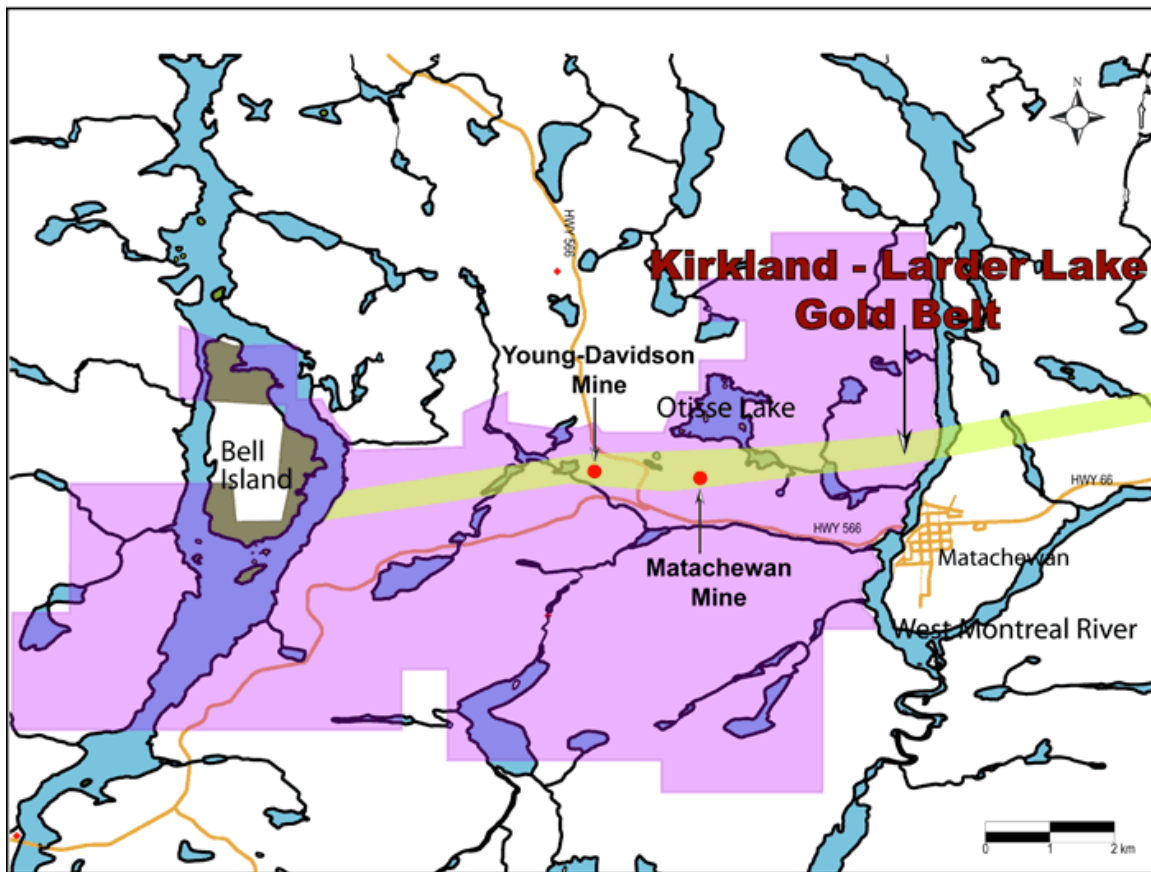 N
HWY 566
Kirkland - Larder Lake
Gold Belt
Young-Davidson
Mine
Otisse Lake
Bell
Island
HWY 66
HWY 566
Matachewan
Matachewan
Mine
West Montreal River
0 1 2 km